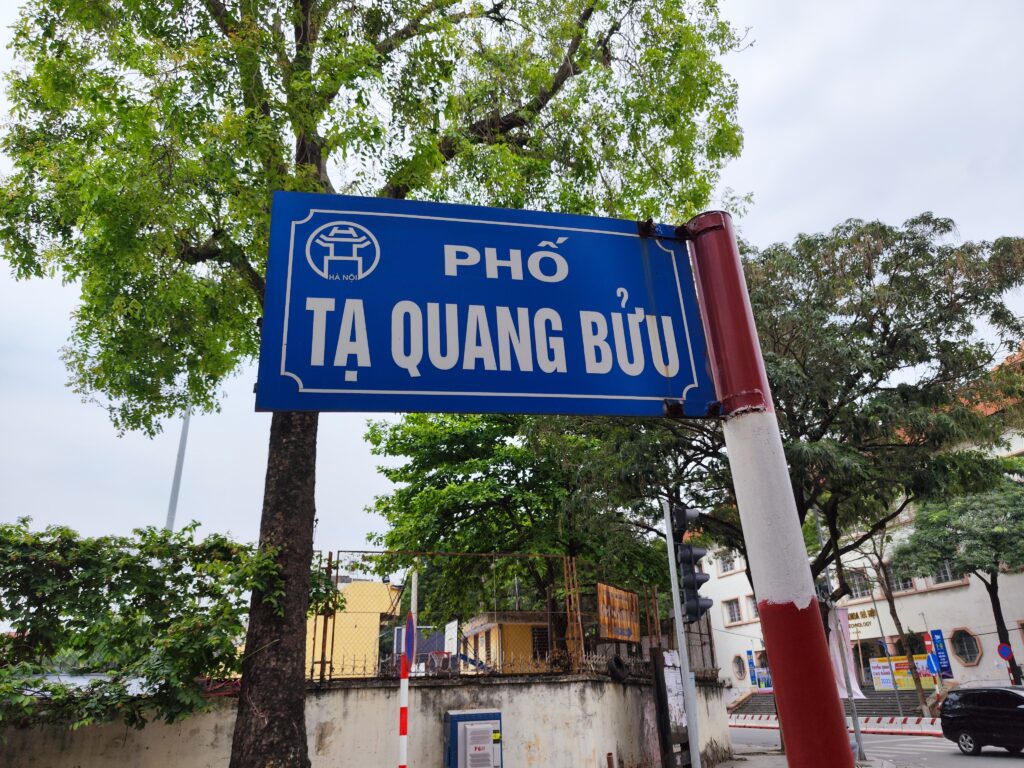 HÀ NỘI
PHỐ
TẠ QUANG BỬU